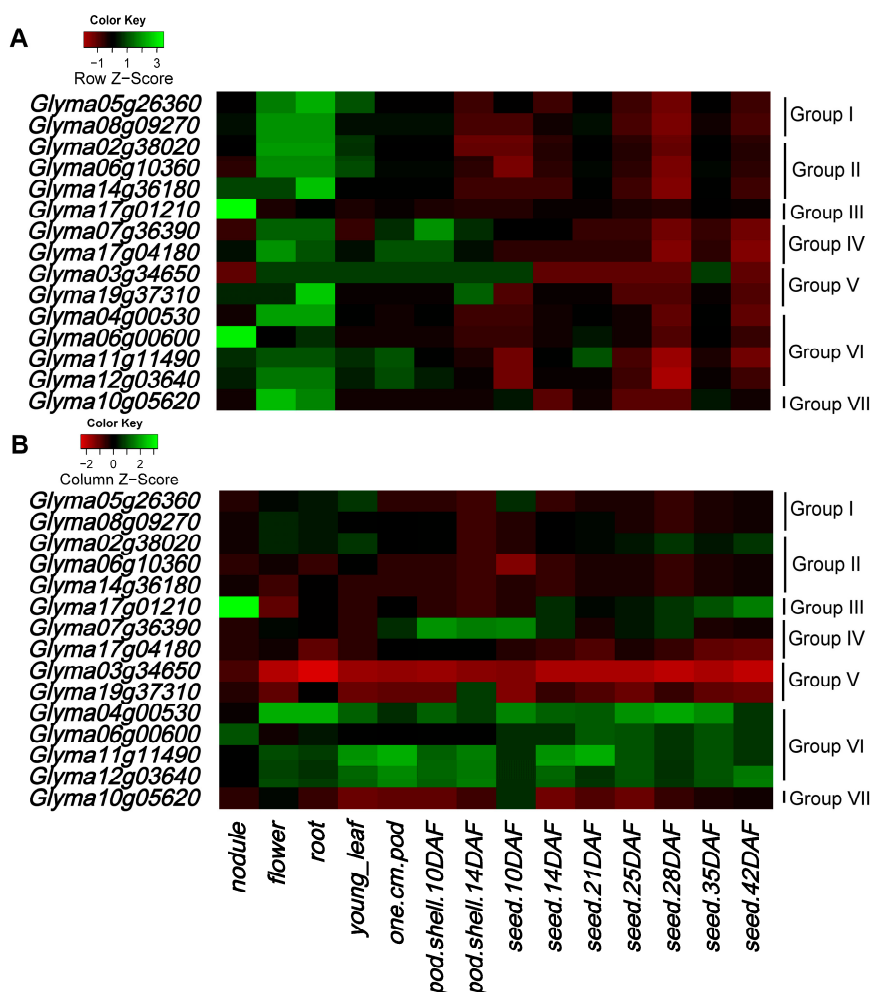 A
Color Key
−1 1 3
Row Z−Score
Glyma05g26360
Glyma08g09270
Glyma02g38020
Glyma06g10360
Glyma14g36180
Glyma17g01210
Glyma07g36390
Glyma17g04180
Glyma03g34650
Glyma19g37310
Glyma04g00530
Glyma06g00600
Glyma11g11490
Glyma12g03640
Glyma10g05620
Group I
Group II
Group III
Group IV
Group V
Group VI
Group VII
B
Color Key
−2 0 2
Column Z−Score
Glyma05g26360
Glyma08g09270
Glyma02g38020
Glyma06g10360
Glyma14g36180
Glyma17g01210
Glyma07g36390
Glyma17g04180
Glyma03g34650
Glyma19g37310
Glyma04g00530
Glyma06g00600
Glyma11g11490
Glyma12g03640
Glyma10g05620
Group I
Group II
Group III
Group IV
Group V
Group VI
Group VII
nodule
flower
root
young_leaf
one.cm.pod
pod.shell.10DAF
pod.shell.14DAF
seed.10DAF
seed.14DAF
seed.21DAF
seed.25DAF
seed.28DAF
seed.35DAF
seed.42DAF